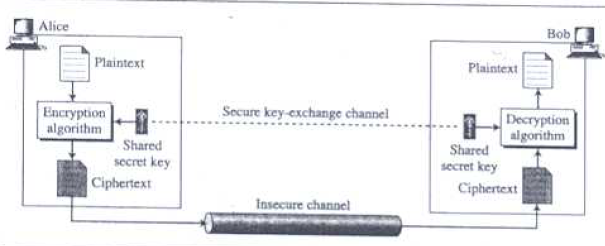 Alice
Plaintext
Encryption
algorithm
Shared
secret key
Ciphertext
Secure key-exchange channel
Insecure channel
Bob
Plaintext
Decryption
algorithm
Shared
secret key
Ciphertext